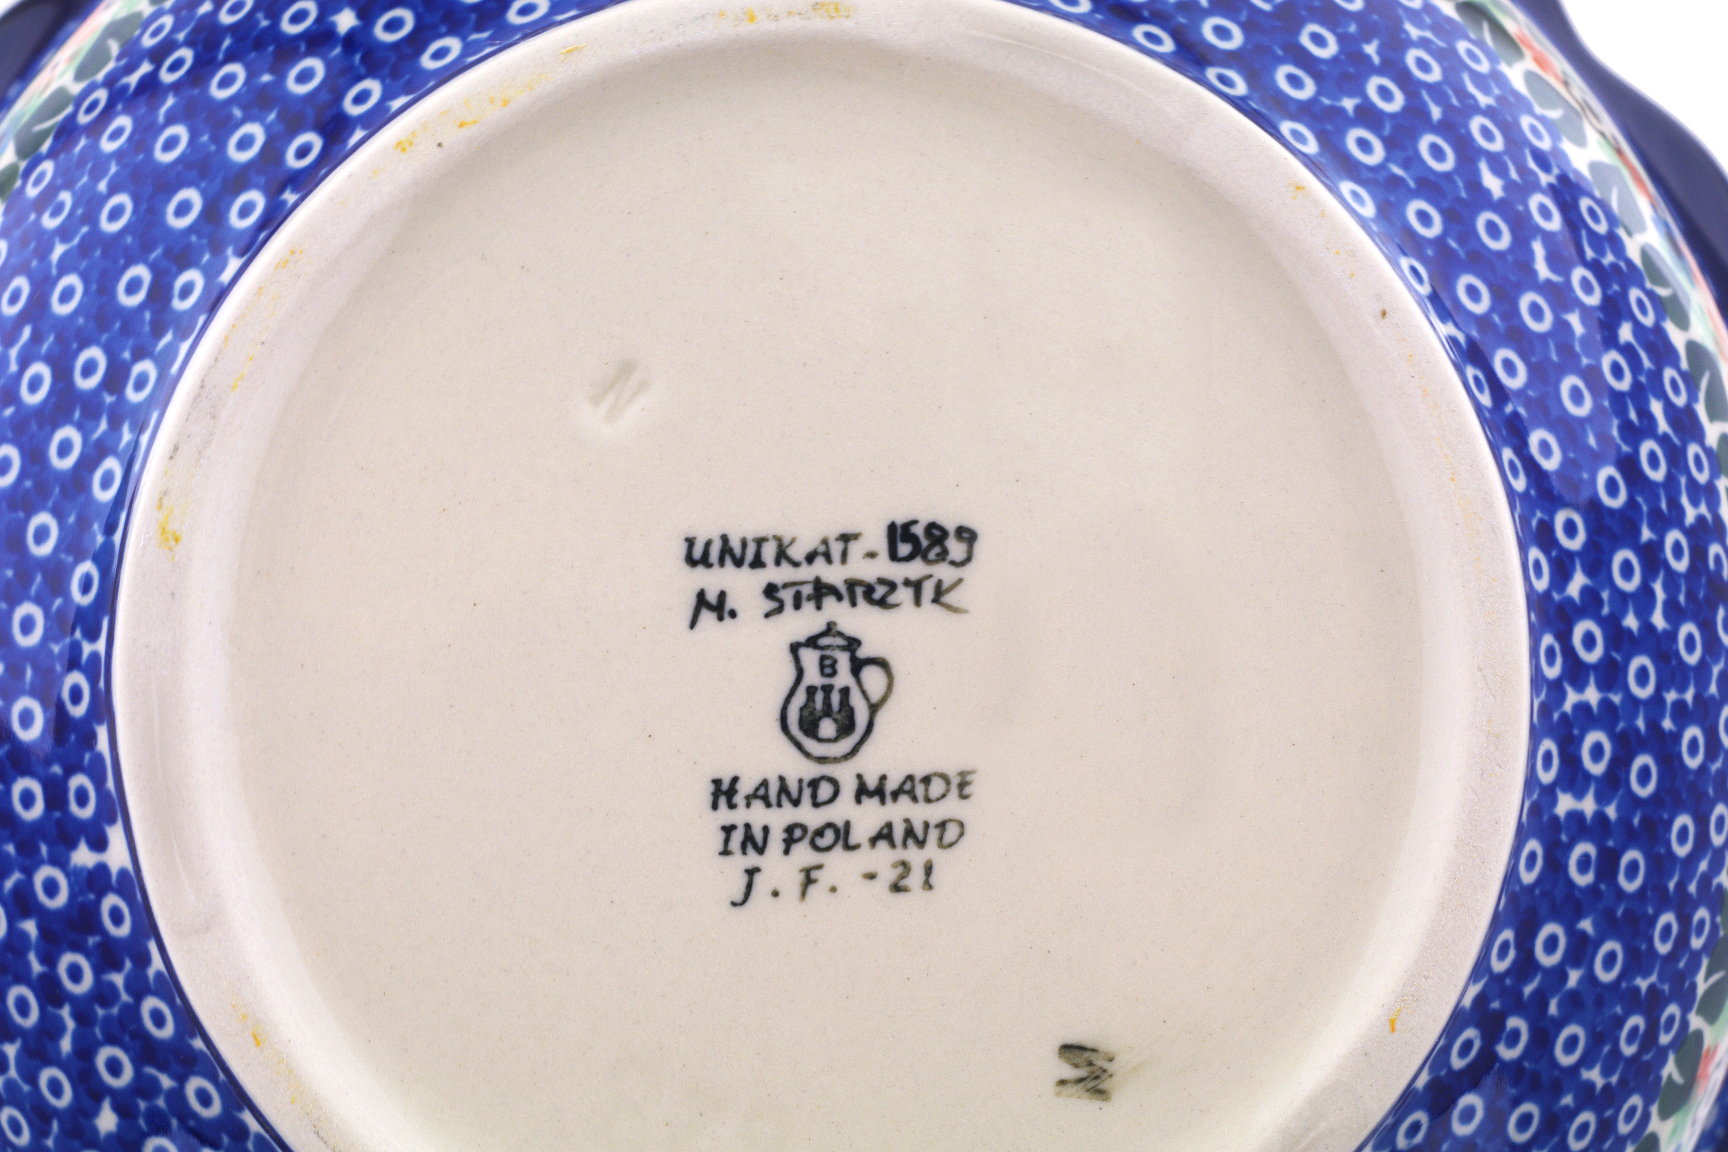 N
UNIKAT-1589
M. STARZYK
B
HAND MADE
IN POLAND
J. F. -21